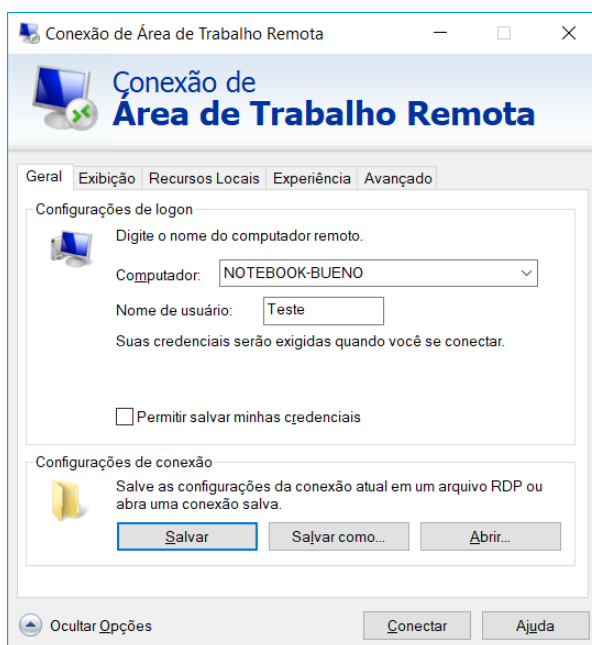 Conexão de Área de Trabalho Remota
Conexão de
Área de Trabalho Remota
Geral Exibição Recursos Locais Experiência Avançado
Configurações de logon
Digite o nome do computador remoto.
Computador: NOTEBOOK-BUENO
Nome de usuário: Teste
Suas credenciais serão exigidas quando você se conectar.
Permitir salvar minhas credenciais
Configurações de conexão
Salve as configurações da conexão atual em um arquivo RDP ou
abra uma conexão salva.
Salvar Salvar como... Abrir...
Ocultar Opções Conectar Ajuda